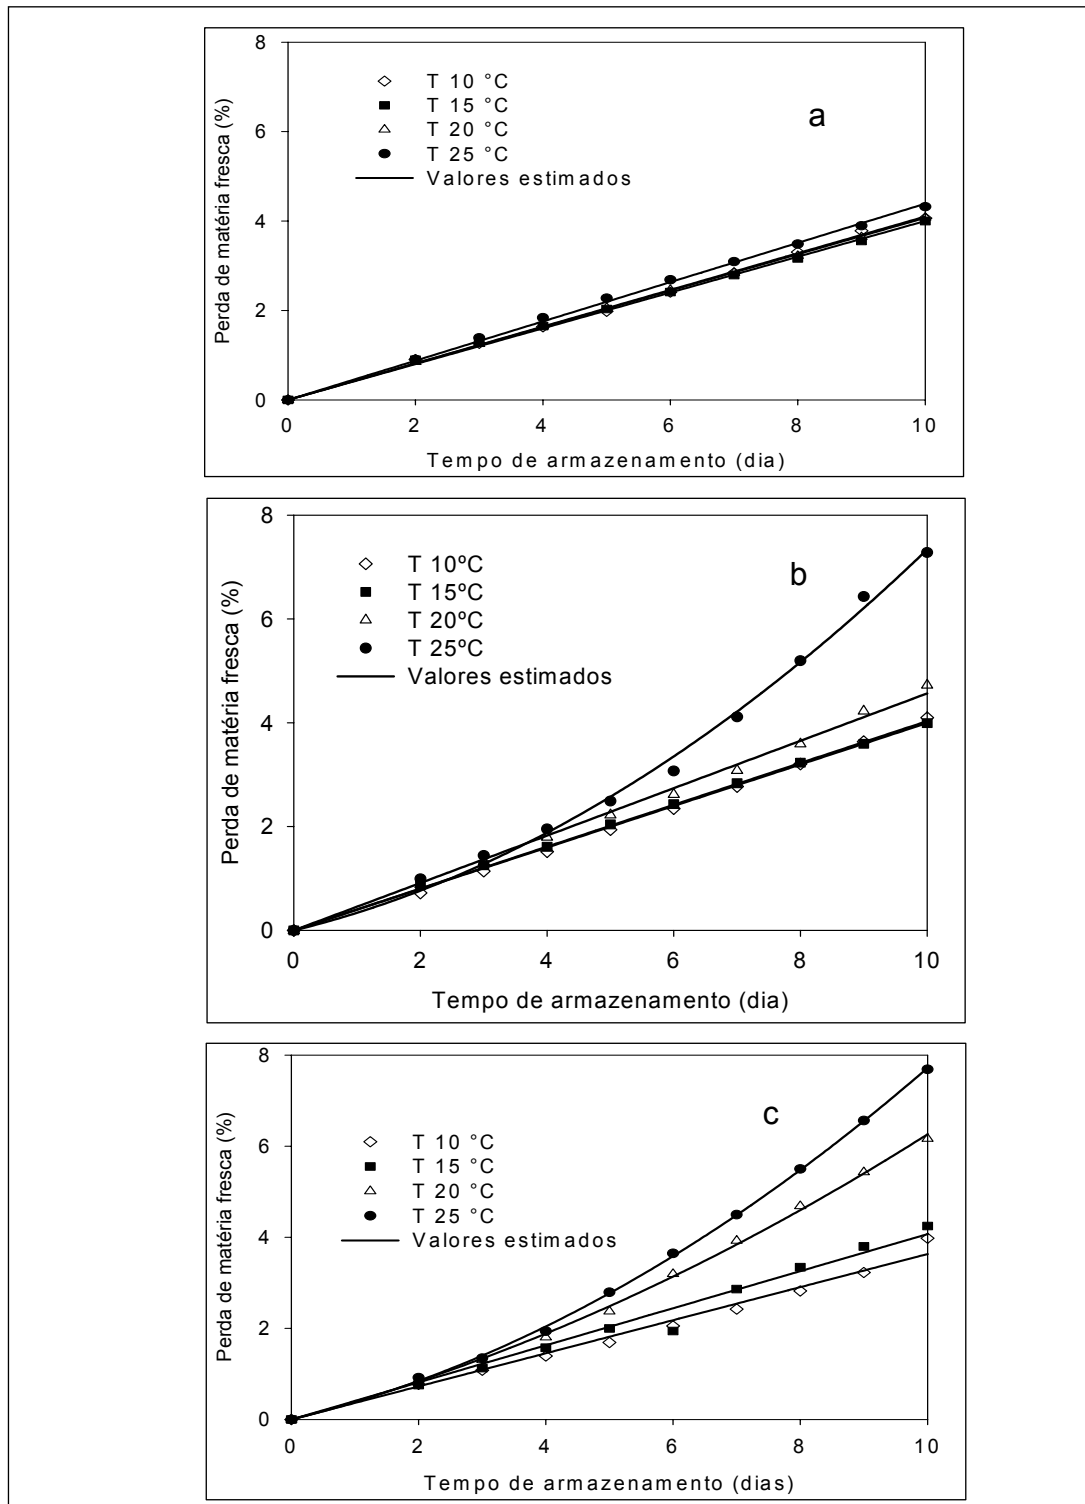 8
6
4
2
0
Perda de matéria fresca (%)
T 10 °C
T 15 °C
T 20 °C
T 25 °C
Valores estimados
a
0 2 4 6 8 10
Tempo de armazenamento (dia)
8
6
4
2
0
Perda de matéria fresca (%)
T 10ºC
T 15ºC
T 20ºC
T 25ºC
Valores estimados
b
0 2 4 6 8 10
Tempo de armazenamento (dia)
8
6
4
2
0
Perda de matéria fresca (%)
T 10 °C
T 15 °C
T 20 °C
T 25 °C
Valores estimados
c
0 2 4 6 8 10
Tempo de armazenamento (dias)